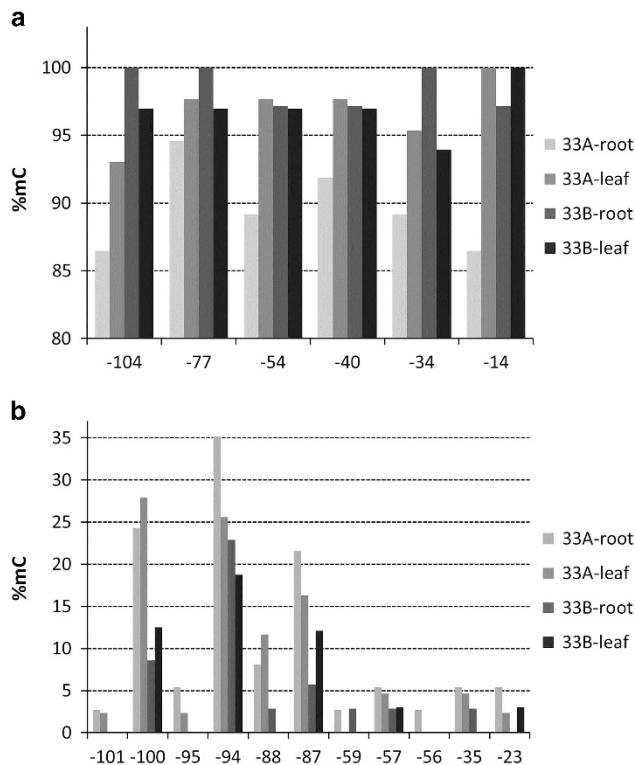 a
%mC
100
95
90
85
80
-104 -77 -54 -40 -34 -14
33A-root
33A-leaf
33B-root
33B-leaf
b
%mC
35
30
25
20
15
10
5
0
-101 -100 -95 -94 -88 -87 -59 -57 -56 -35 -23
33A-root
33A-leaf
33B-root
33B-leaf